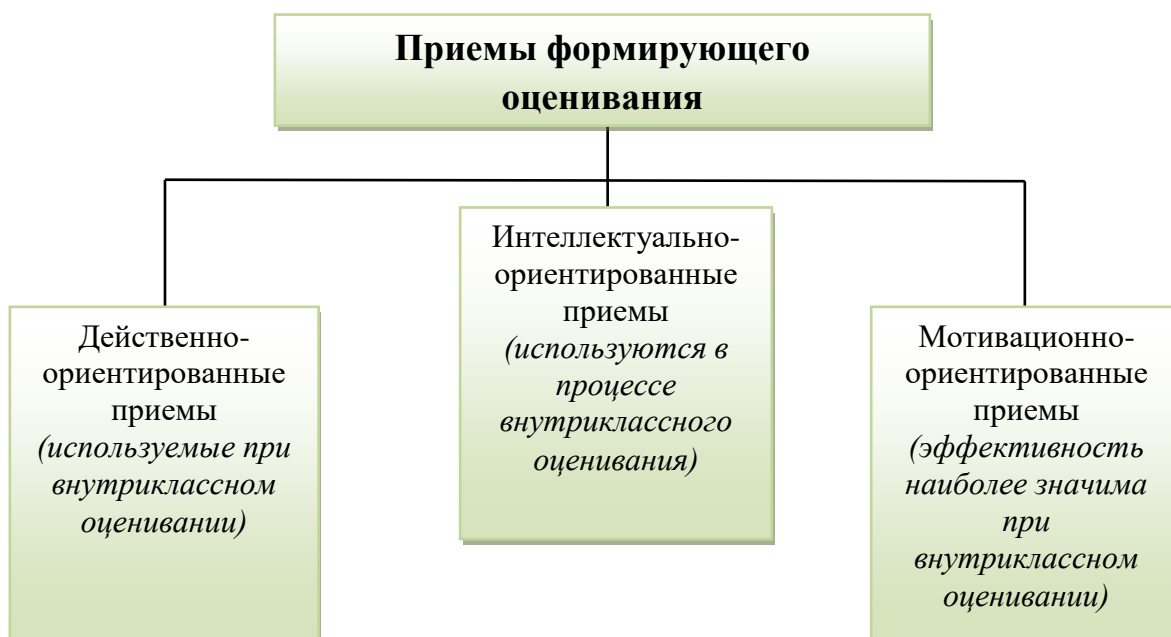 Приемы формирующего
оценивания
Интеллектуально-
ориентированные
приемы
(используются в
процессе
внутриклассного
оценивания)
Действенно-
ориентированные
приемы
(используемые при
внутриклассном
оценивании)
Мотивационно-
ориентированные
приемы
(эффективность
наиболее значима
при
внутриклассном
оценивании)